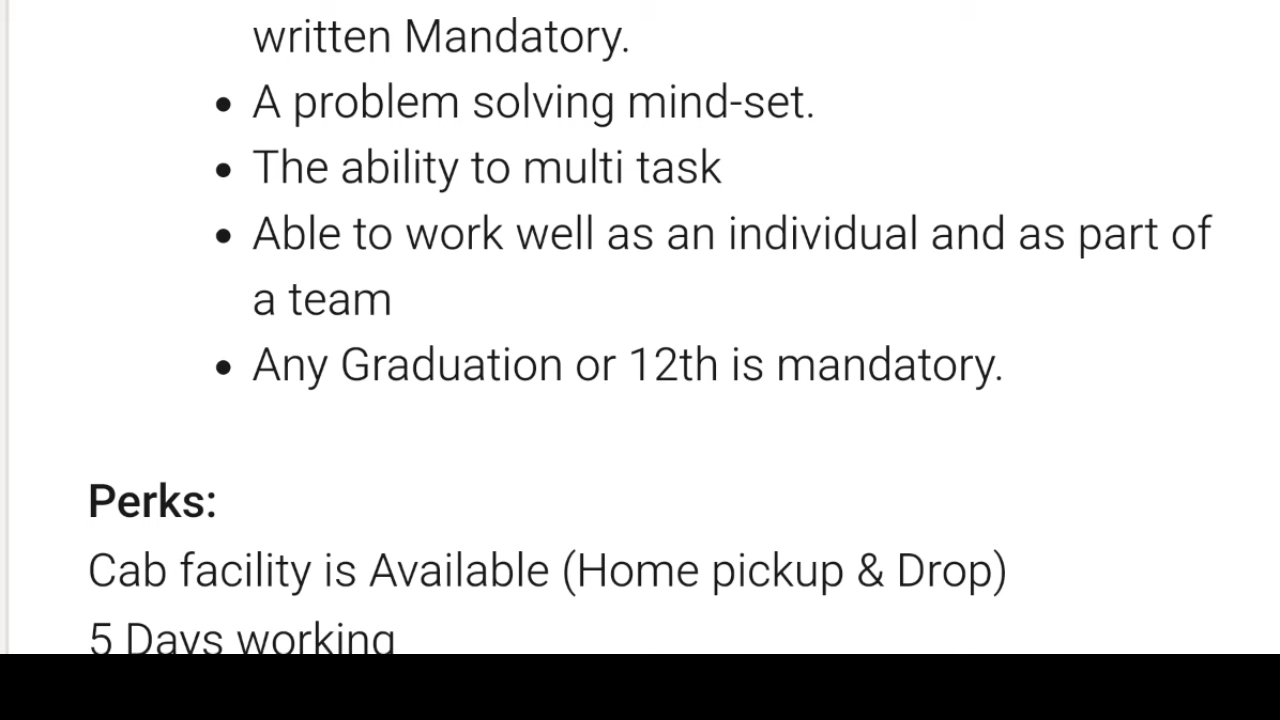 written Mandatory.
• A problem solving mind-set.
• The ability to multi task
• Able to work well as an individual and as part of
a team
• Any Graduation or 12th is mandatory.
Perks:
Cab facility is Available (Home pickup & Drop)
5 Days working